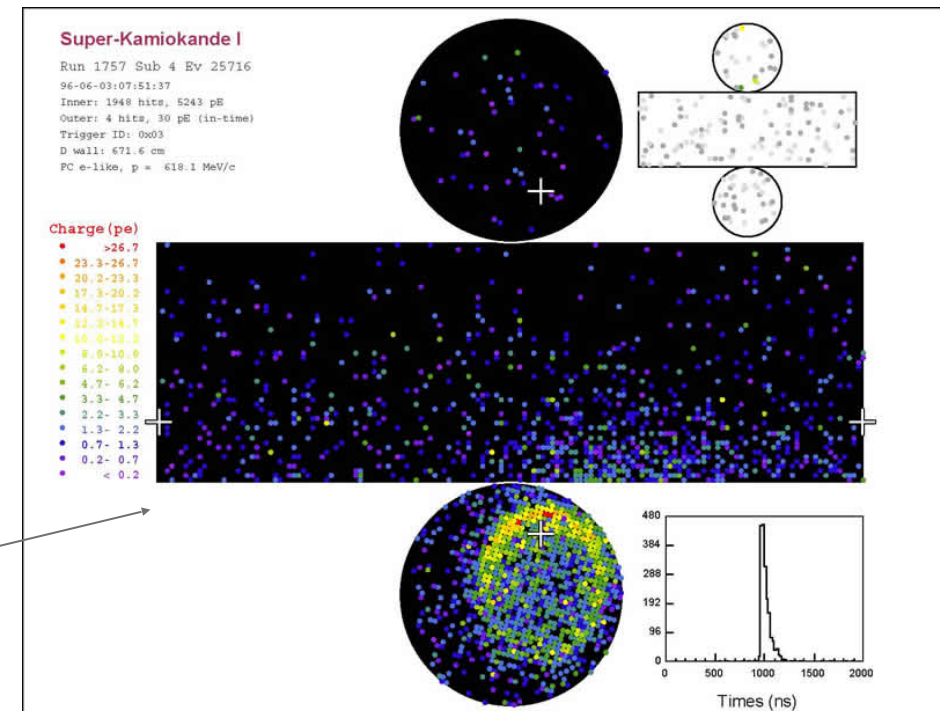 Super-Kamiokande I
Run 1757 Sub 4 Ev 25716
96-06-03:07:51:37
Inner: 1948 hits, 5243 pE
Outer: 4 hits, 30 pE (in-time)
Trigger ID: 0x03
D wall: 671.6 cm
FC e-like, p = 618.1 MeV/c
Charge(pe)
>26.7
23.3-26.7
20.2-23.3
17.3-20.2
14.7-17.3
12.2-14.7
10.0-12.2
8.0-10.0
6.2- 8.0
4.7- 6.2
3.3- 4.7
2.2- 3.3
1.3- 2.2
0.7- 1.3
0.2- 0.7
< 0.2
480
384
288
192
96
0
0 500 1000 1500 2000
Times (ns)